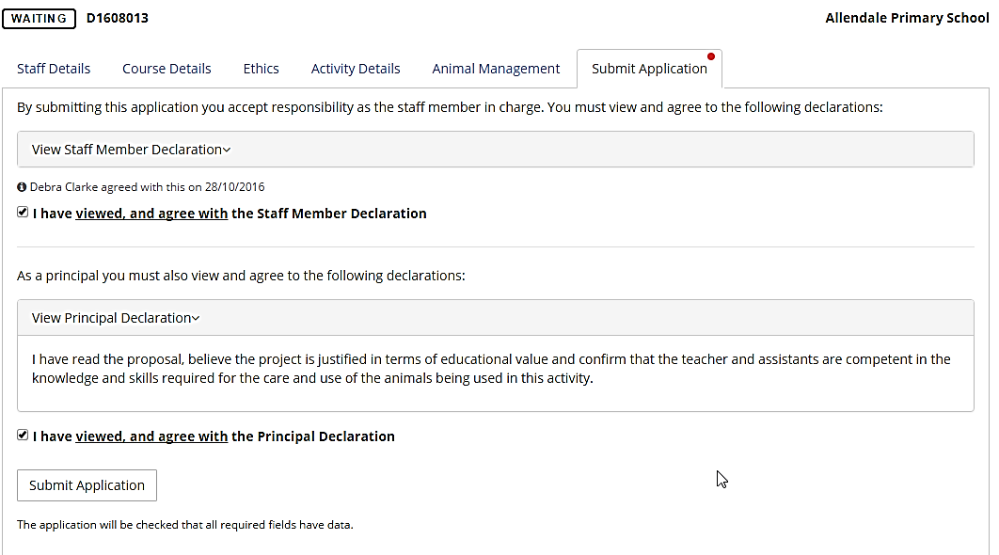 WAITING D1608013 Allendale Primary School
Staff Details Course Details Ethics Activity Details Animal Management Submit Application
By submitting this application you accept responsibility as the staff member in charge. You must view and agree to the following declarations:
View Staff Member Declaration
Debra Clarke agreed with this on 28/10/2016
I have viewed, and agree with the Staff Member Declaration
As a principal you must also view and agree to the following declarations:
View Principal Declaration
I have read the proposal, believe the project is justified in terms of educational value and confirm that the teacher and assistants are competent in the
knowledge and skills required for the care and use of the animals being used in this activity.
I have viewed, and agree with the Principal Declaration
Submit Application
The application will be checked that all required fields have data.